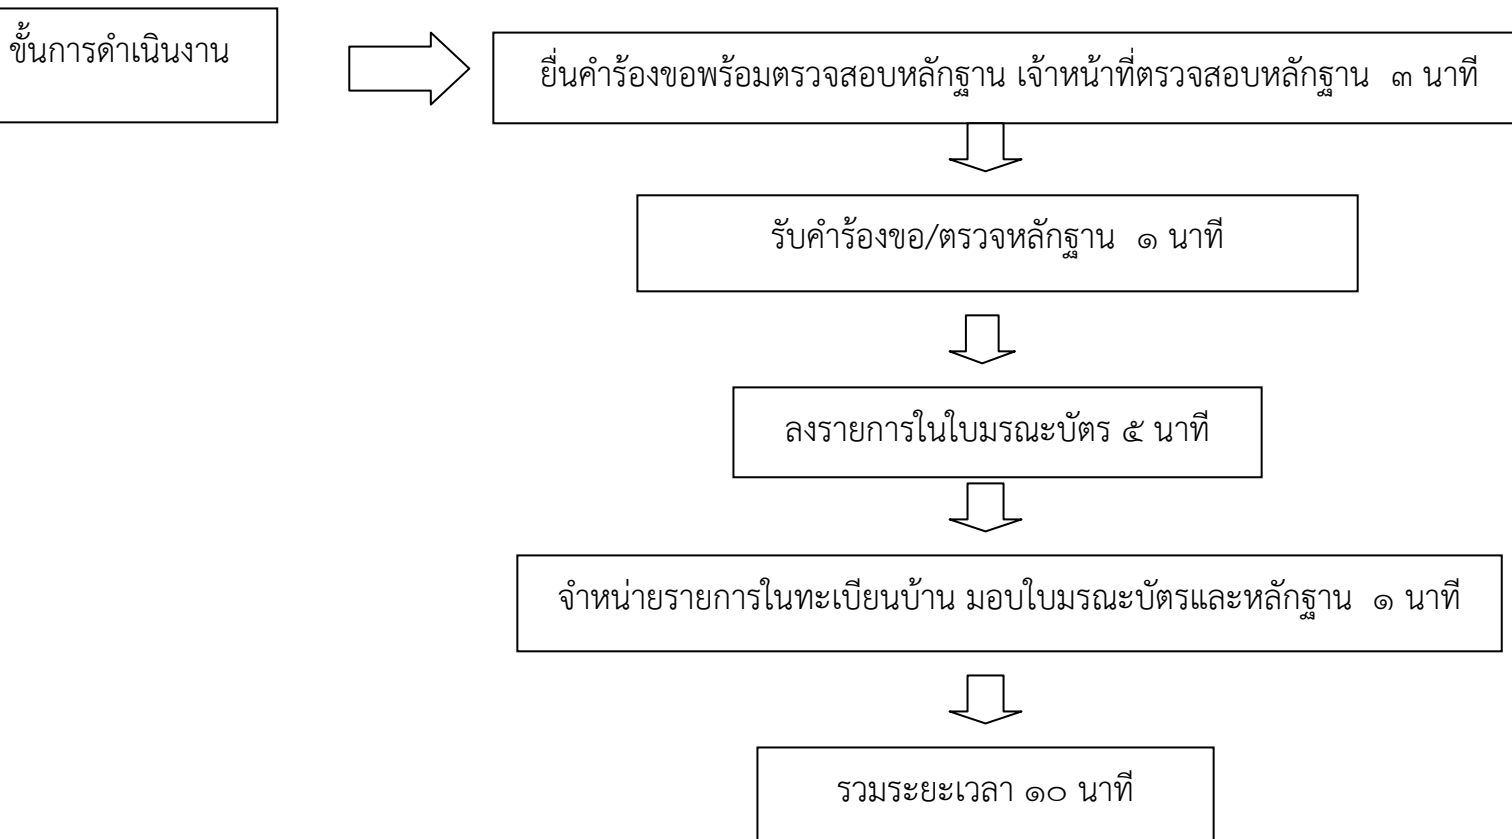 ขั้นการดำเนินงาน
ยื่นคำร้องขอพร้อมตรวจสอบหลักฐาน เจ้าหน้าที่ตรวจสอบหลักฐาน ๓ นาที
รับคำร้องขอ/ตรวจหลักฐาน ๑ นาที
ลงรายการในใบมรณะบัตร ๕ นาที
จำหน่ายรายการในทะเบียนบ้าน มอบใบมรณะบัตรและหลักฐาน ๑ นาที
รวมระยะเวลา ๑๐ นาที